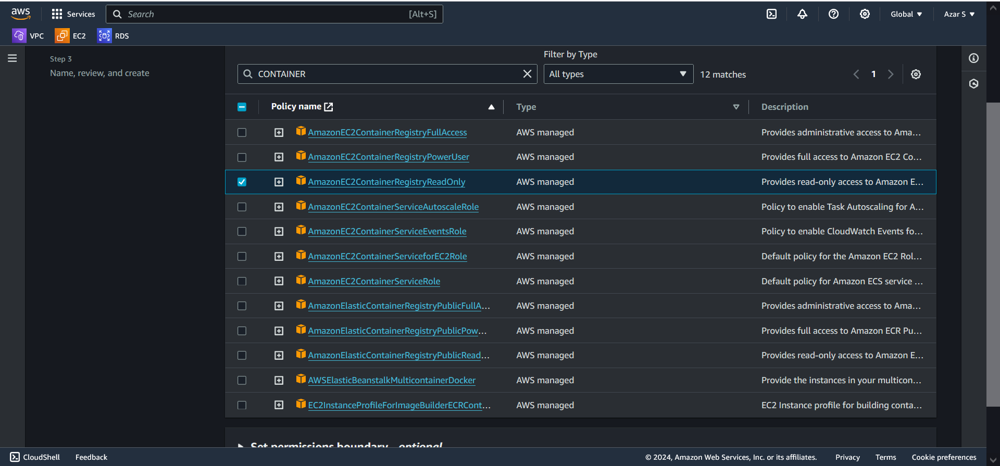 aws
Services
Search
[Alt+S]
Global
Azar S
VPC
EC2
RDS
Step 3
Name, review, and create
Filter by Type
CONTAINER
All types
12 matches
1
Policy name
Type
Description
AmazonEC2ContainerRegistryFullAccess
AWS managed
Provides administrative access to Ama...
AmazonEC2ContainerRegistryPowerUser
AWS managed
Provides full access to Amazon EC2 Co...
AmazonEC2ContainerRegistryReadOnly
AWS managed
Provides read-only access to Amazon E...
AmazonEC2ContainerServiceAutoscaleRole
AWS managed
Policy to enable Task Autoscaling for A...
AmazonEC2ContainerServiceEventsRole
AWS managed
Policy to enable CloudWatch Events fo...
AmazonEC2ContainerServiceforEC2Role
AWS managed
Default policy for the Amazon EC2 Rol...
AmazonEC2ContainerServiceRole
AWS managed
Default policy for Amazon ECS service ...
AmazonElasticContainerRegistryPublicFullA...
AWS managed
Provides administrative access to Ama...
AmazonElasticContainerRegistryPublicPow...
AWS managed
Provides full access to Amazon ECR Pu...
AmazonElasticContainerRegistryPublicRead...
AWS managed
Provides read-only access to Amazon E...
AWSElasticBeanstalkMulticontainerDocker
AWS managed
Provide the instances in your multicon...
EC2InstanceProfileForImageBuilderECRCont...
AWS managed
EC2 Instance profile for building conta...
Set permissions boundary - optional
CloudShell
Feedback
© 2024, Amazon Web Services, Inc. or its affiliates.
Privacy
Terms
Cookie preferences